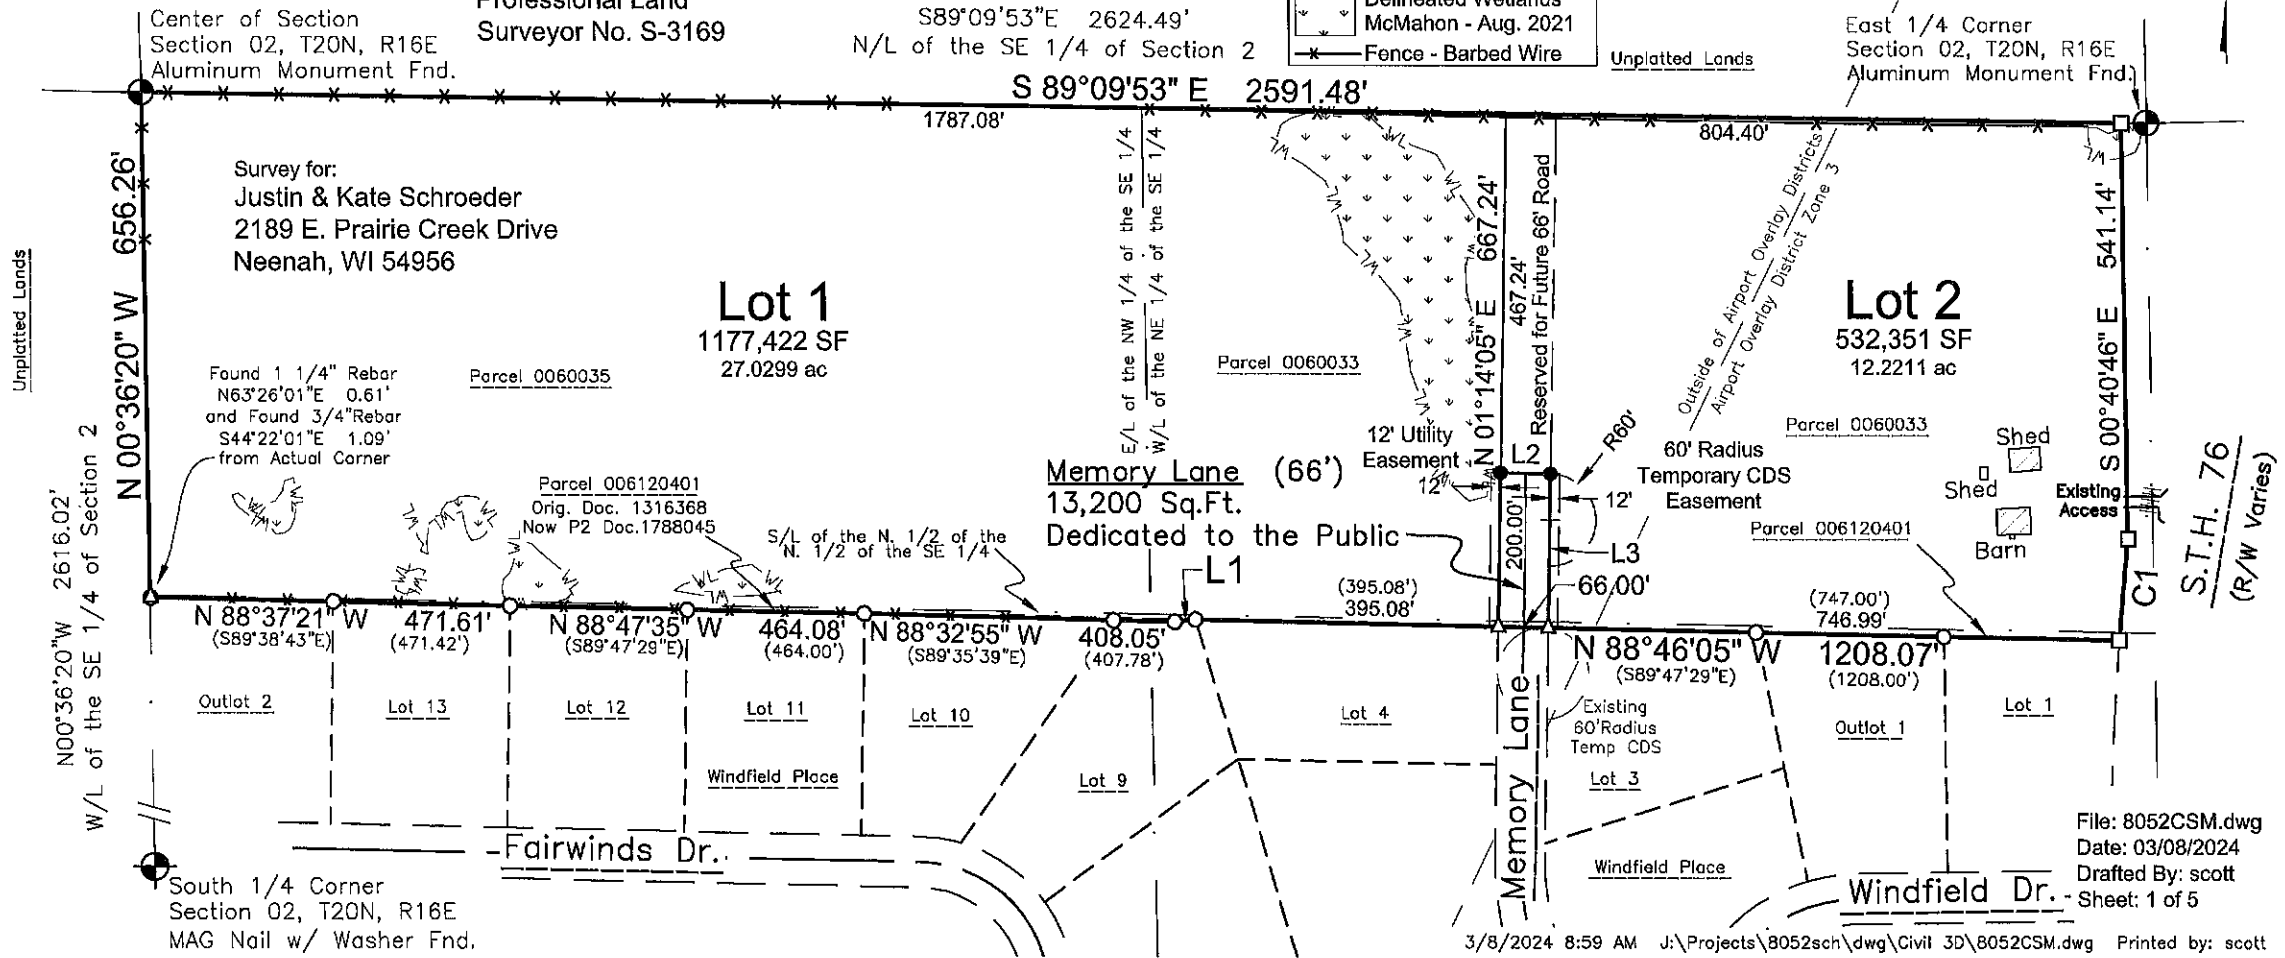 Center of Section
Section 02, T20N, R16E
Aluminum Monument Fnd.
Professional Land
Surveyor No. S-3169
S89°09'53"E 2624.49'
N/L of the SE 1/4 of Section 2
Delineated Wetlands
McMahon - Aug. 2021
Fence - Barbed Wire
Unplatted Lands
East 1/4 Corner
Section 02, T20N, R16E
Aluminum Monument Fnd.
S 89°09'53" E 2591.48'
1787.08'
804.40'
Survey for:
Justin & Kate Schroeder
2189 E. Prairie Creek Drive
Neenah, WI 54956
Unplatted Lands
N 00°36'20" W 656.26'
N00°36'20"W 2616.02'
W/L of the SE 1/4 of Section 2
Lot 1
1177,422 SF
27.0299 ac
Found 1 1/4" Rebar
N63°26'01"E 0.61'
and Found 3/4"Rebar
S44°22'01"E 1.09'
from Actual Corner
Parcel 0060035
E/L of the NW 1/4 of the SE 1/4
W/L of the NE 1/4 of the SE 1/4
Parcel 0060033
WL
N 01°14'05" E 667.24'
467.24'
Reserved for Future 66' Road
Outside of Airport Overlay Districts
Airport Overlay District Zone 3
Lot 2
532,351 SF
12.2211 ac
S 00°40'46" E 541.14'
Parcel 0060033
Shed
Shed
Barn
Existing
Access
S.T.H. 76
(R/W Varies)
C1
12' Utility
Easement
L2
R60'
60' Radius
Temporary CDS
Easement
12'
12'
Memory Lane (66')
13,200 Sq.Ft.
Dedicated to the Public
200.00'
L3
66.00'
Parcel 006120401
Parcel 006120401
Orig. Doc. 1316368
Now P2 Doc.1788045
S/L of the N. 1/2 of the
N. 1/2 of the SE 1/4
L1
(395.08')
395.08'
(747.00')
746.99'
N 88°37'21" W 471.61'
(S89°38'43"E) (471.42')
N 88°47'35" W 464.08'
(S89°47'29"E) (464.00')
N 88°32'55" W 408.05'
(S89°35'39"E) (407.78')
N 88°46'05" W 1208.07'
(S89°47'29"E) (1208.00')
Outlot 2
Lot 13
Lot 12
Lot 11
Lot 10
Lot 9
Lot 4
Existing
60'Radius
Temp CDS
Lot 3
Outlot 1
Lot 1
Windfield Place
Memory Lane
Windfield Place
Fairwinds Dr.
Windfield Dr.
South 1/4 Corner
Section 02, T20N, R16E
MAG Nail w/ Washer Fnd.
File: 8052CSM.dwg
Date: 03/08/2024
Drafted By: scott
Sheet: 1 of 5
3/8/2024 8:59 AM J:\Projects\8052sch\dwg\Civil 3D\8052CSM.dwg Printed by: scott